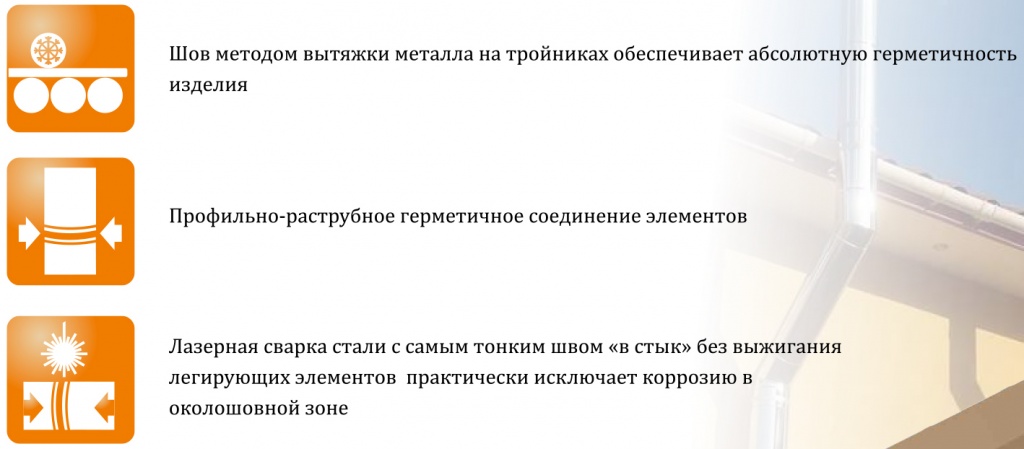 Шов методом вытяжки металла на тройниках обеспечивает абсолютную герметичность
изделия
Профильно-раструбное герметичное соединение элементов
Лазерная сварка стали с самым тонким швом «в стык» без выжигания
легирующих элементов практически исключает коррозию в
околошовной зоне